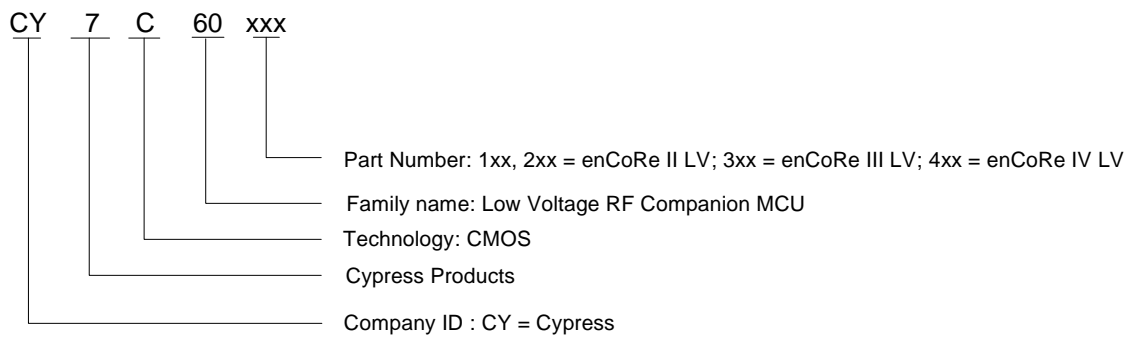 CY 7 C 60 xxx
Part Number: 1xx, 2xx = enCoRe II LV; 3xx = enCoRe III LV; 4xx = enCoRe IV LV
Family name: Low Voltage RF Companion MCU
Technology: CMOS
Cypress Products
Company ID : CY = Cypress